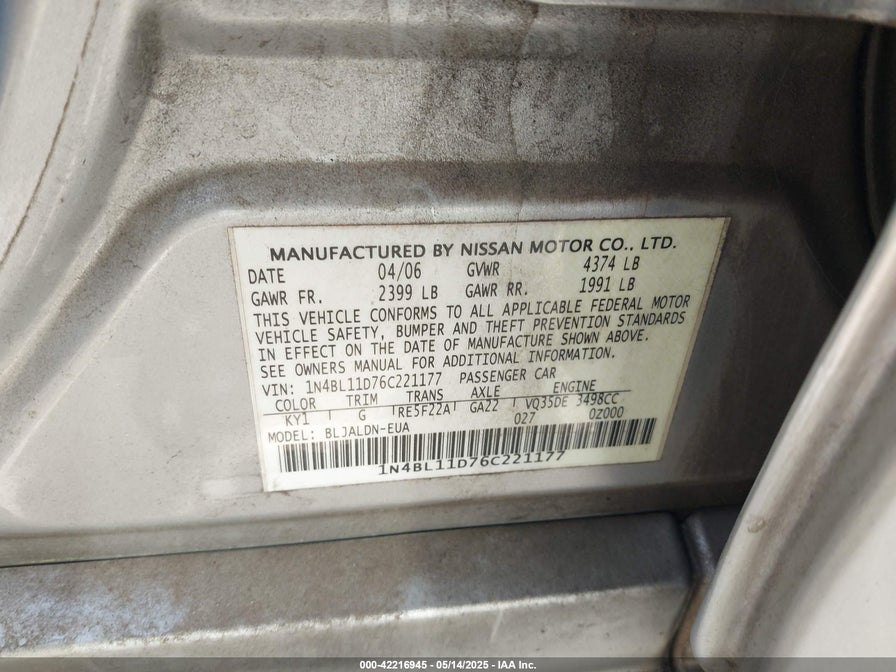 MANUFACTURED BY NISSAN MOTOR CO., LTD.
DATE 04/06 GVWR 4374 LB
GAWR FR. 2399 LB GAWR RR. 1991 LB
THIS VEHICLE CONFORMS TO ALL APPLICABLE FEDERAL MOTOR
VEHICLE SAFETY, BUMPER AND THEFT PREVENTION STANDARDS
IN EFFECT ON THE DATE OF MANUFACTURE SHOWN ABOVE.
SEE OWNERS MANUAL FOR ADDITIONAL INFORMATION.
VIN: 1N4BL11D76C221177 PASSENGER CAR
COLOR TRIM TRANS AXLE ENGINE
KY1 G RE5F22A GA22 VQ35DE 3498CC
MODEL: BLJALDN-EUA 027 0Z000
1N4BL11D76C221177
000-42216945 - 05/14/2025 - IAA Inc.